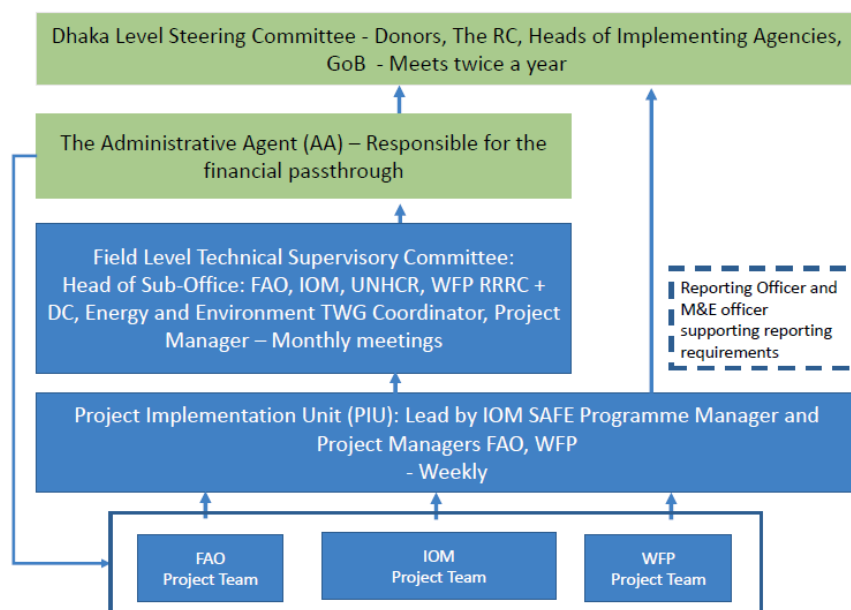 Dhaka Level Steering Committee - Donors, The RC, Heads of Implementing Agencies,
GoB  - Meets twice a year
The Administrative Agent (AA) – Responsible for the
financial passthrough
Field Level Technical Supervisory Committee:
Head of Sub-Office: FAO, IOM, UNHCR, WFP RRRC +
DC, Energy and Environment TWG Coordinator, Project
Manager – Monthly meetings
Reporting Officer and
M&E officer
supporting reporting
requirements
Project Implementation Unit (PIU): Lead by IOM SAFE Programme Manager and
Project Managers FAO, WFP
- Weekly
FAO
Project Team
IOM
Project Team
WFP
Project Team